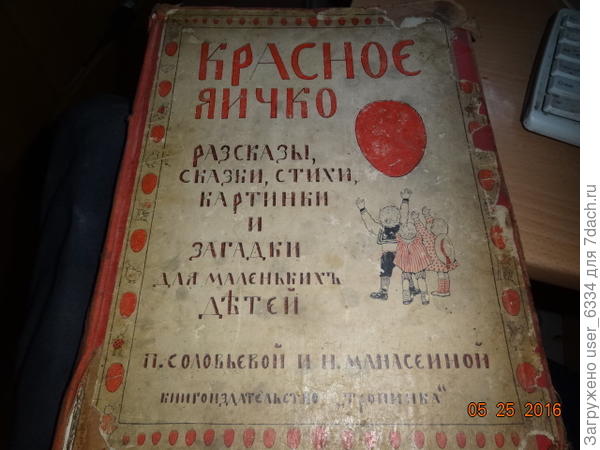 КРАСНОЕ
ЯИЧКО
РАЗСКАЗЫ,
СКАЗКИ, СТИХИ,
КАРТИНКИ
И
ЗАГАДКИ
ДЛЯ МАЛЕНЬКИХЪ
ДѢТЕЙ
П. СОЛОВЬЕВОЙ И Н. МАНАСЕИНОЙ
КНИГОИЗДАТЕЛЬСТВО „ТРОПИНКА"
05 25 2016
Загружено user_6334 для 7dach.ru